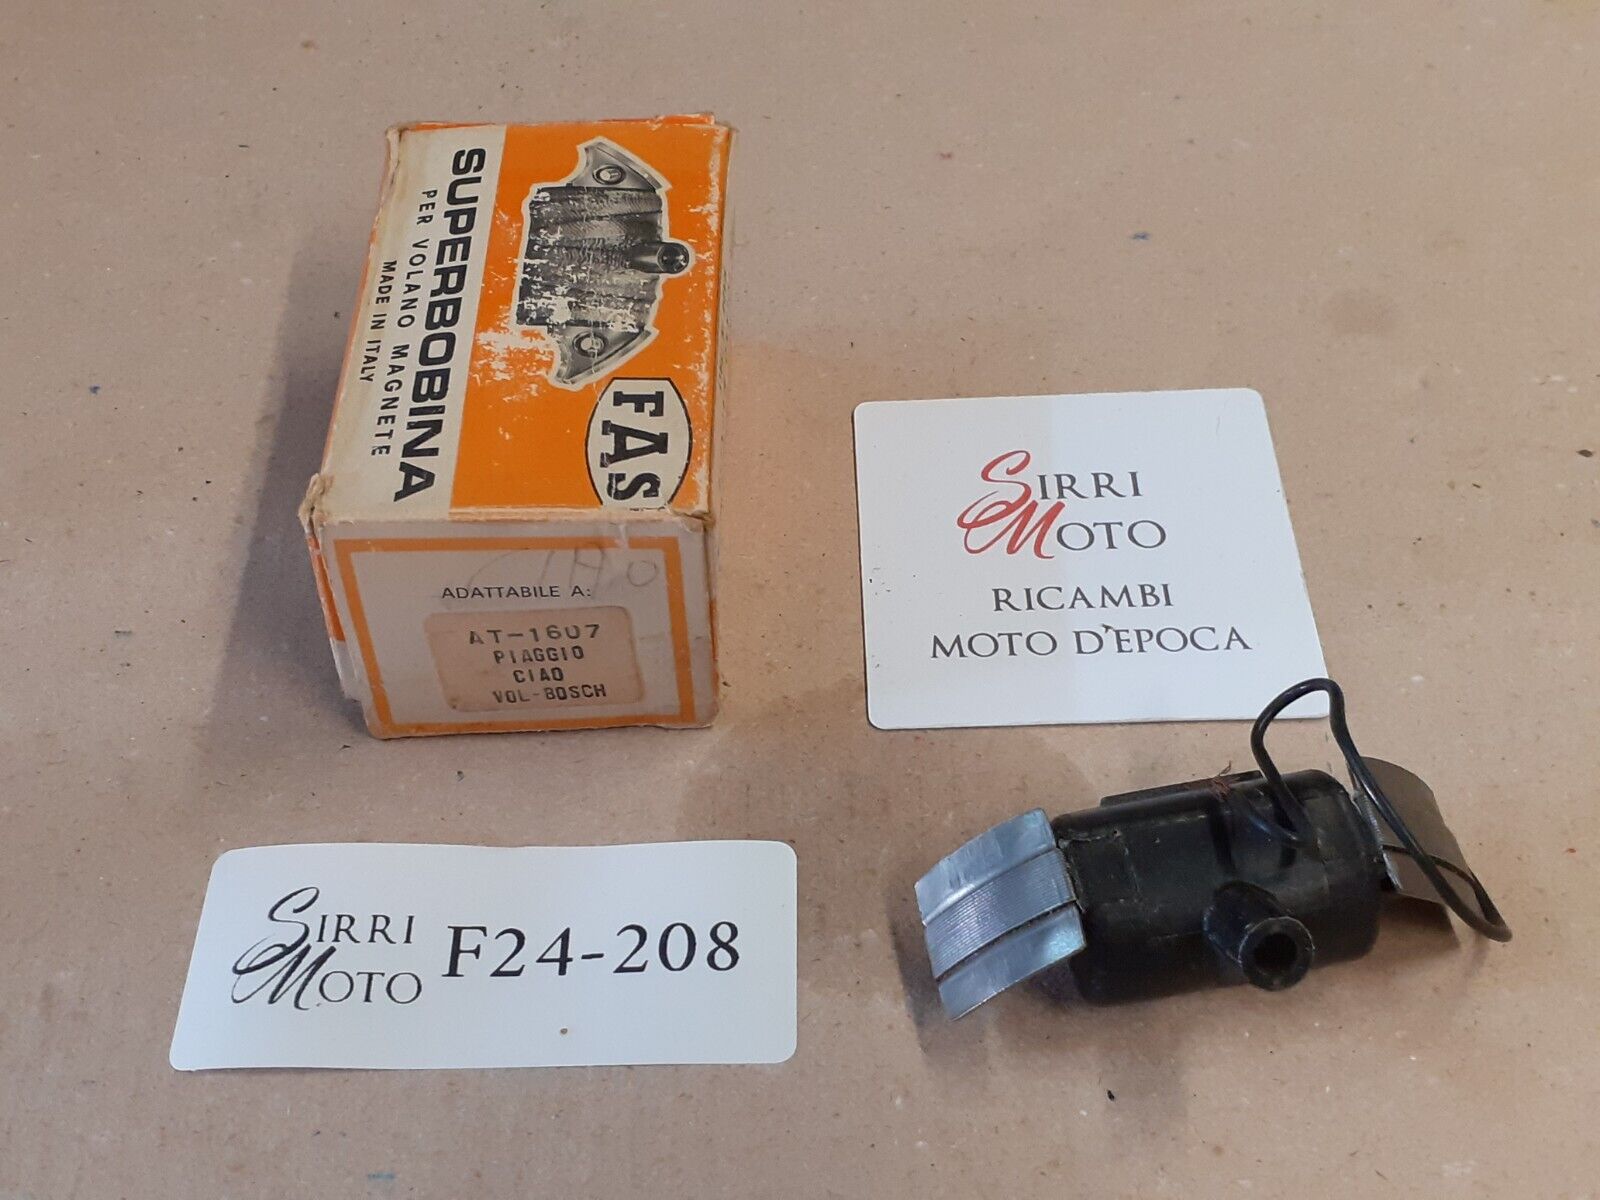 SUPERBOBINA
PER VOLANO MAGNETE
MADE IN ITALY
FAS
CIAO
ADATTABILE A:
AT-1607
PIAGGIO
CIAO
VOL-BOSCH
SIRRI
MOTO
RICAMBI
MOTO D'EPOCA
SIRRI
MOTO
F24-208